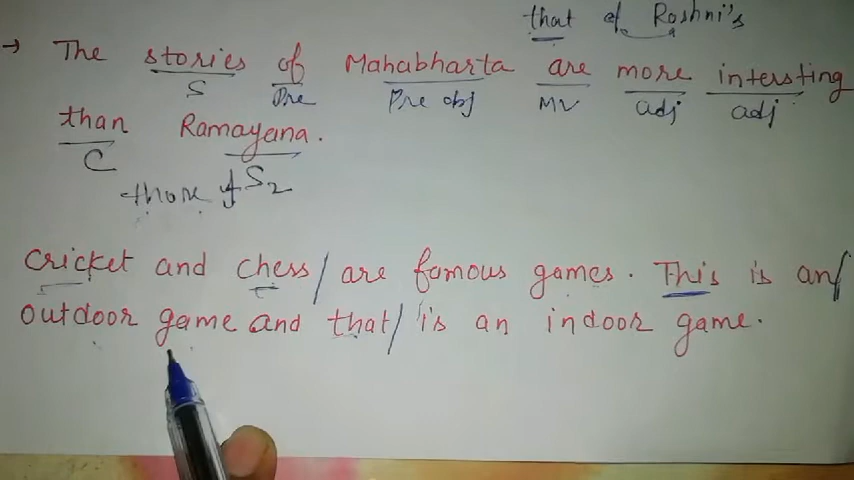 that of Roshni's
→ The stories of Mahabharta are more intersting
S Pre Pre obj MV adj adj
than Ramayana.
C S2
those of
cricket and chess/are famous games. This is an/
outdoor game and that/is an indoor game.